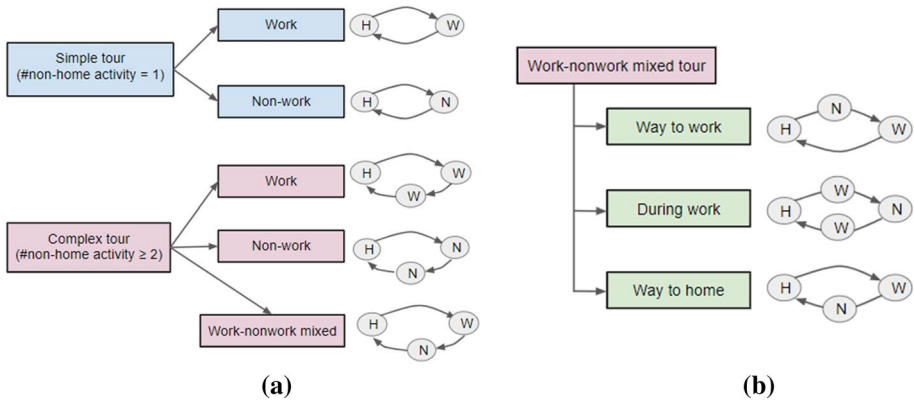 Simple tour
(#non-home activity = 1)
Work
H
W
Non-work
H
N
Complex tour
(#non-home activity ≥ 2)
Work
H
W
W
Non-work
H
N
N
Work-nonwork mixed
H
W
N
(a)
Work-nonwork mixed tour
Way to work
H
N
W
During work
H
W
N
W
Way to home
H
W
N
(b)